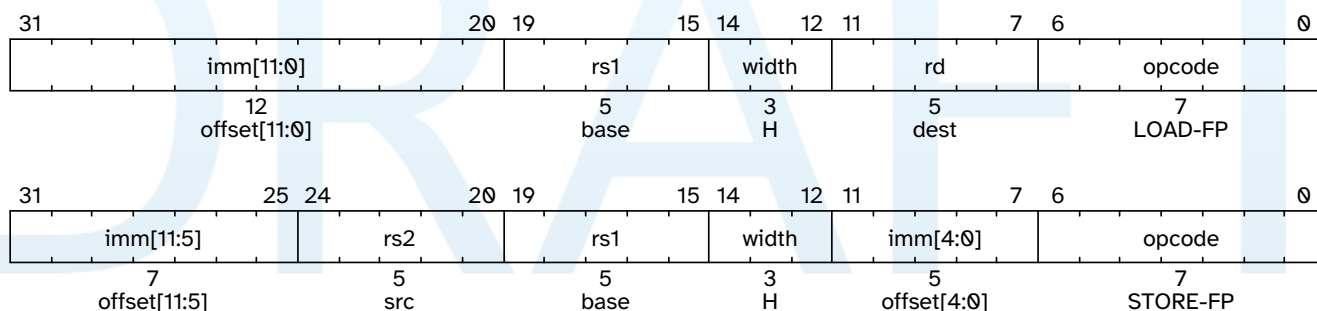 31 20 19 15 14 12 11 7 6 0
imm[11:0] rs1 width rd opcode
12 5 3 5 7
offset[11:0] base H dest LOAD-FP
31 25 24 20 19 15 14 12 11 7 6 0
imm[11:5] rs2 rs1 width imm[4:0] opcode
7 5 5 3 5 7
offset[11:5] src base H offset[4:0] STORE-FP
DRAFT